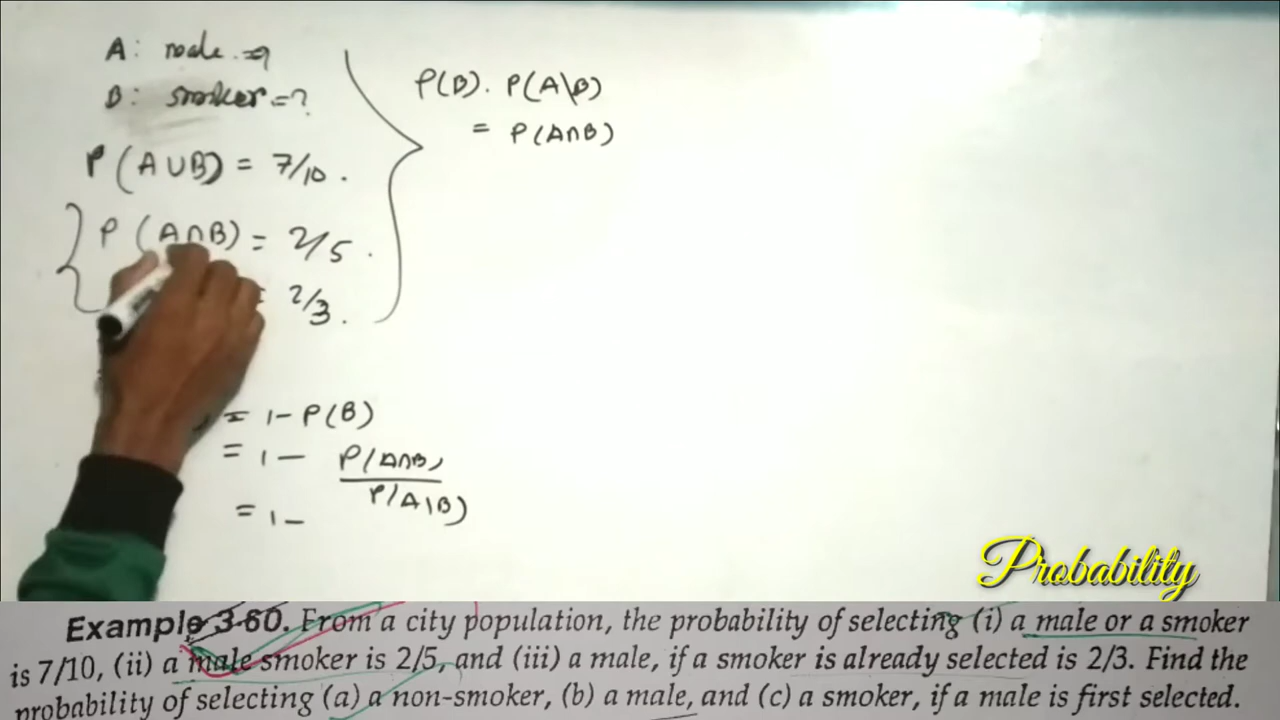 A: male =?
B: smoker = ?
P(A∪B) = 7/10.
P(A∩B) = 2/5.
= 2/3.
P(B). P(A\B)
= P(A∩B)
= 1- P(B)
= 1 - P(A∩B)
P(A\B)
= 1-
Probability
Example 3·60. From a city population, the probability of selecting (i) a male or a smoker
is 7/10, (ii) a male smoker is 2/5, and (iii) a male, if a smoker is already selected is 2/3. Find the
probability of selecting (a) a non-smoker, (b) a male, and (c) a smoker, if a male is first selected.